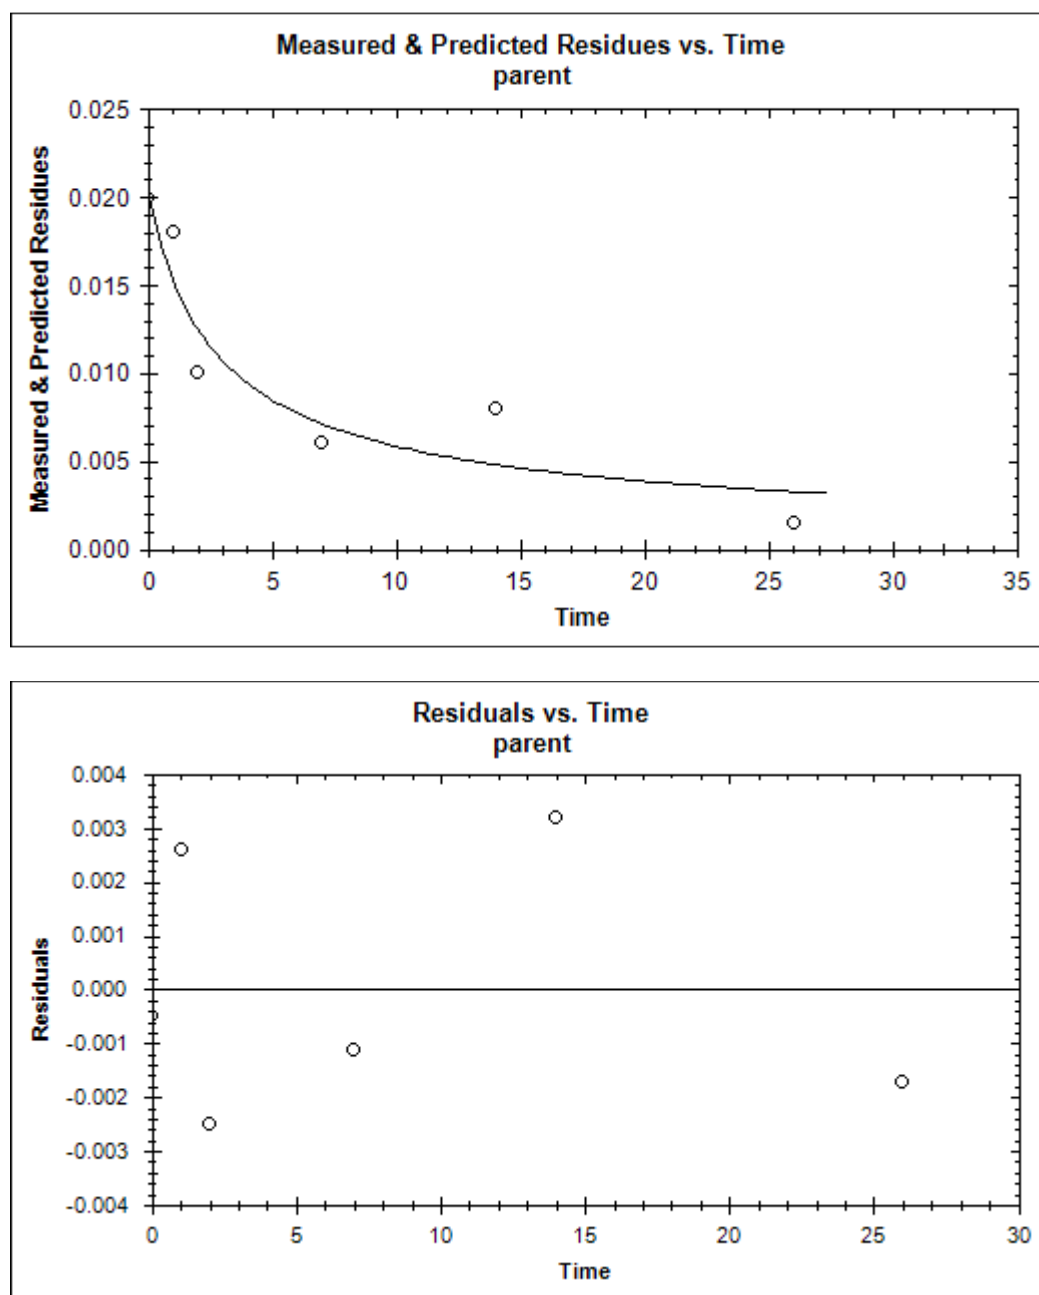 Measured & Predicted Residues vs. Time
parent
Measured & Predicted Residues
0.025
0.020
0.015
0.010
0.005
0.000
0 5 10 15 20 25 30 35
Time
Residuals vs. Time
parent
Residuals
0.004
0.003
0.002
0.001
0.000
-0.001
-0.002
-0.003
-0.004
0 5 10 15 20 25 30
Time